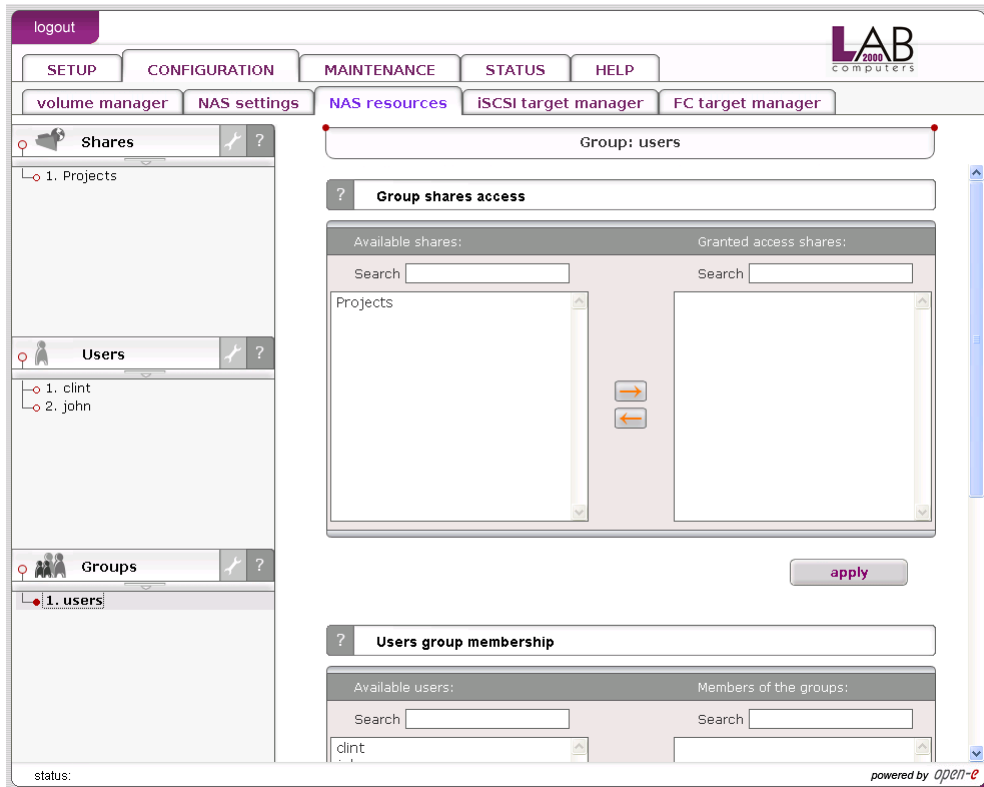 logout
LAB
2000
computers
SETUP CONFIGURATION MAINTENANCE STATUS HELP
volume manager NAS settings NAS resources iSCSI target manager FC target manager
Shares ?
1. Projects
Users ?
1. clint
2. john
Groups ?
1. users
Group: users
? Group shares access
Available shares: Granted access shares:
Search Search
Projects
apply
? Users group membership
Available users: Members of the groups:
Search Search
clint
status:
powered by open-e